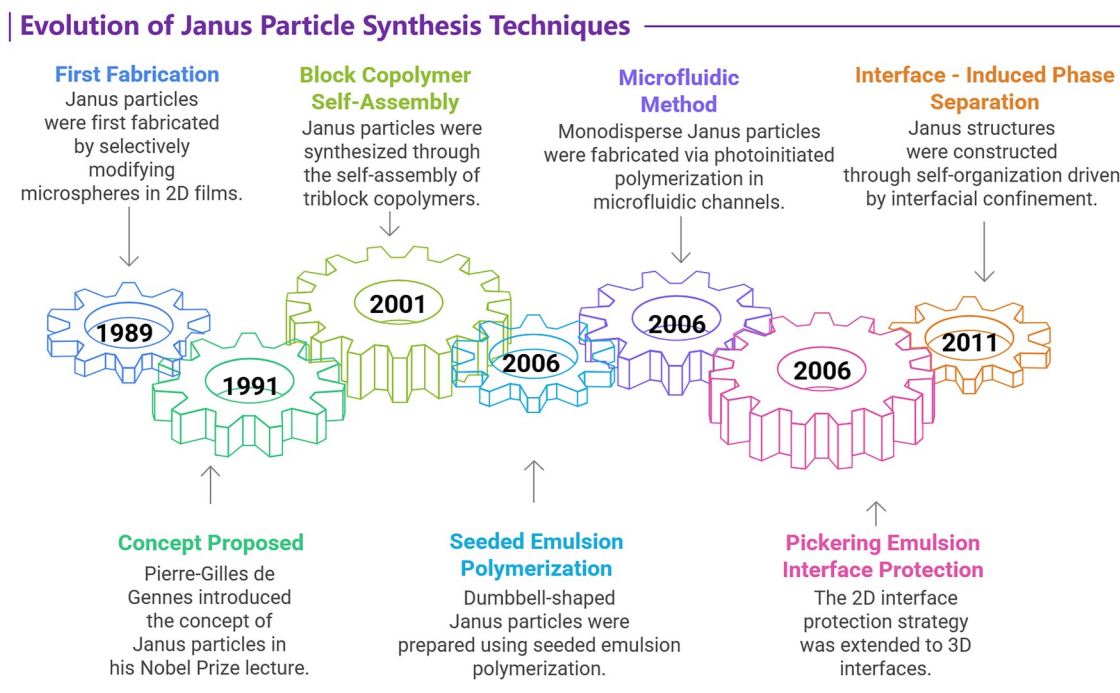 Evolution of Janus Particle Synthesis Techniques
First Fabrication
Janus particles
were first fabricated
by selectively
modifying
microspheres in 2D films.
Block Copolymer
Self-Assembly
Janus particles were
synthesized through
the self-assembly of
triblock copolymers.
Microfluidic
Method
Monodisperse Janus particles
were fabricated via photoinitiated
polymerization in
microfluidic channels.
Interface - Induced Phase
Separation
Janus structures
were constructed
through self-organization driven
by interfacial confinement.
1989
1991
2001
2006
2006
2006
2011
Concept Proposed
Pierre-Gilles de
Gennes introduced
the concept of
Janus particles in
his Nobel Prize lecture.
Seeded Emulsion
Polymerization
Dumbbell-shaped
Janus particles were
prepared using seeded emulsion
polymerization.
Pickering Emulsion
Interface Protection
The 2D interface
protection strategy
was extended to 3D
interfaces.